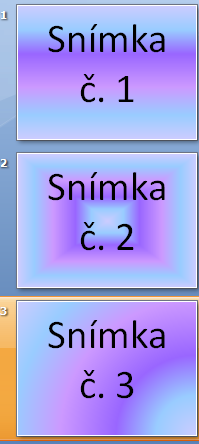 1
Snímka
č. 1
2
Snímka
č. 2
3
Snímka
č. 3